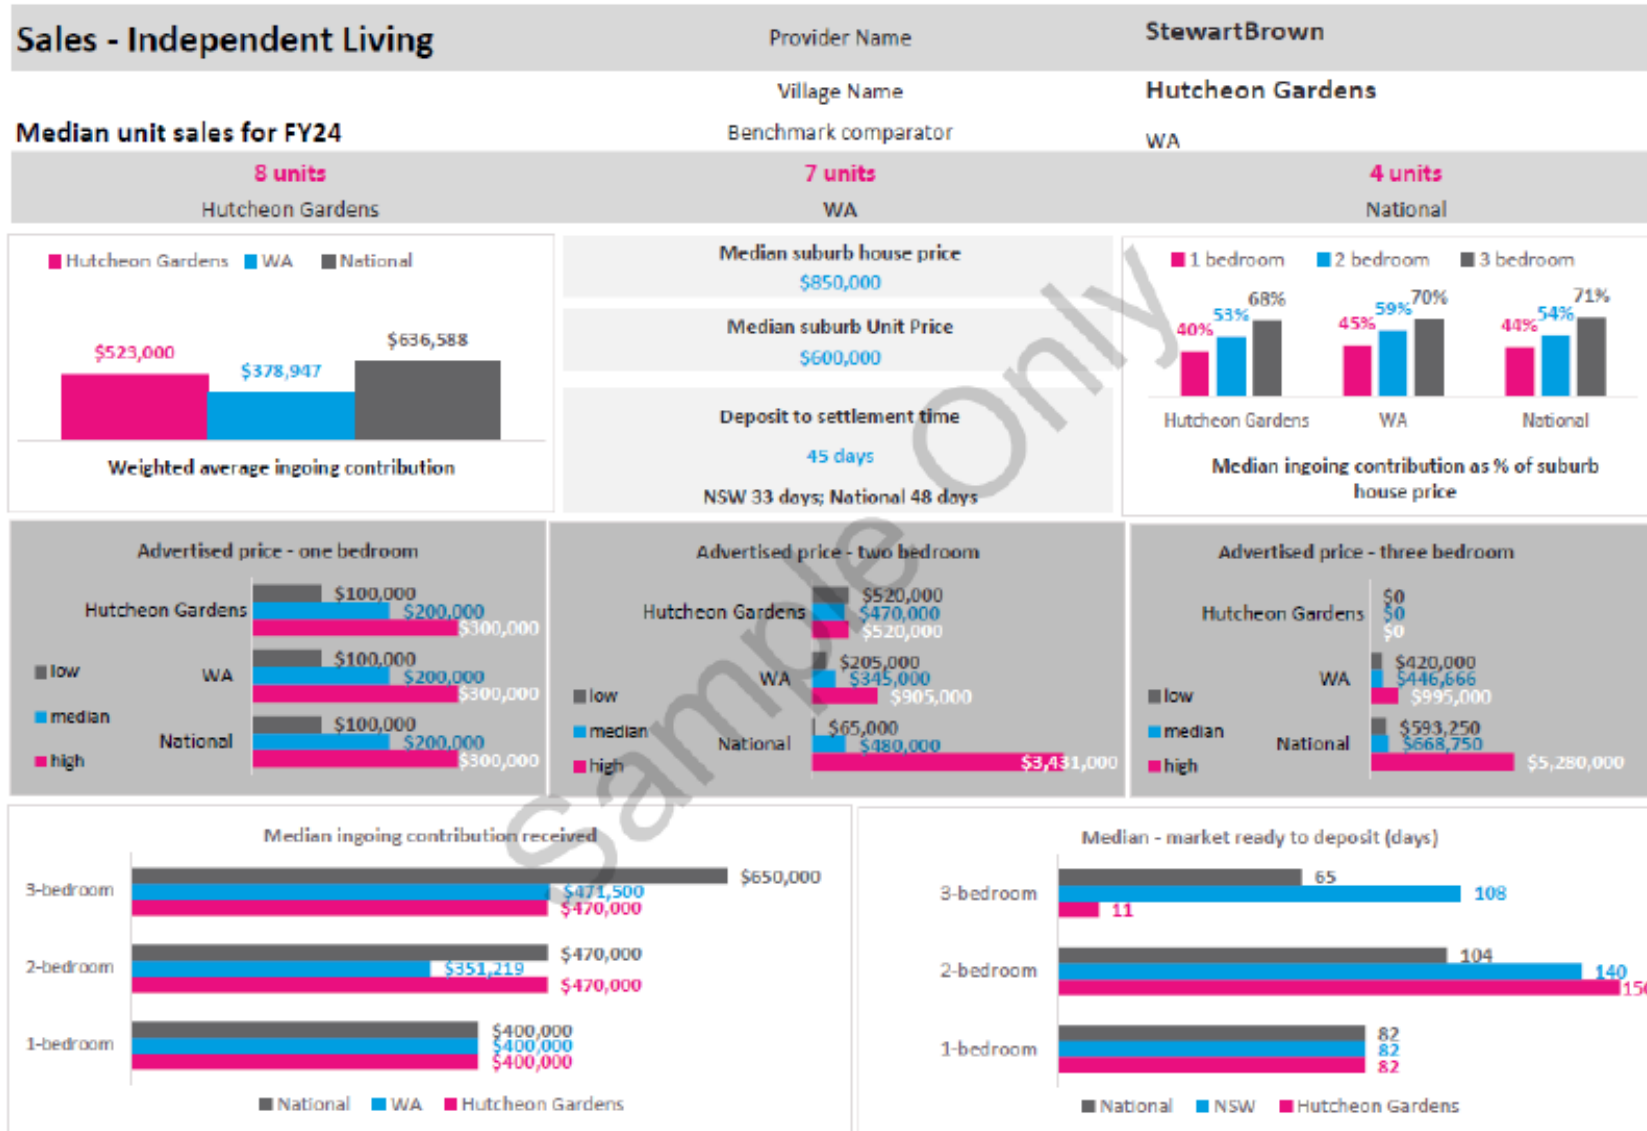 Sales - Independent Living
Provider Name
StewartBrown
Village Name
Hutcheon Gardens
Median unit sales for FY24
Benchmark comparator
WA
8 units
7 units
4 units
Hutcheon Gardens
WA
National
Hutcheon Gardens WA National
$523,000
$378,947
$636,588
Weighted average ingoing contribution
Median suburb house price
$850,000
Median suburb Unit Price
$600,000
Deposit to settlement time
45 days
NSW 33 days; National 48 days
1 bedroom 2 bedroom 3 bedroom
40% 53% 68%
45% 59% 70%
44% 54% 71%
Hutcheon Gardens WA National
Median ingoing contribution as % of suburb
house price
Advertised price - one bedroom
Hutcheon Gardens
$100,000
$200,000
$300,000
WA
$100,000
$200,000
$300,000
National
$100,000
$200,000
$300,000
low
median
high
Advertised price - two bedroom
Hutcheon Gardens
$520,000
$470,000
$520,000
WA
$205,000
$345,000
$905,000
National
$65,000
$480,000
$3,431,000
low
median
high
Advertised price - three bedroom
Hutcheon Gardens
$0
$0
$0
WA
$420,000
$446,666
$995,000
National
$593,250
$668,750
$5,280,000
low
median
high
Median ingoing contribution received
3-bedroom
$650,000
$471,500
$470,000
2-bedroom
$470,000
$351,219
$470,000
1-bedroom
$400,000
$400,000
$400,000
National WA Hutcheon Gardens
Median - market ready to deposit (days)
3-bedroom
65
108
11
2-bedroom
104
140
1-bedroom
82
82
82
National NSW Hutcheon Gardens
Sample Only